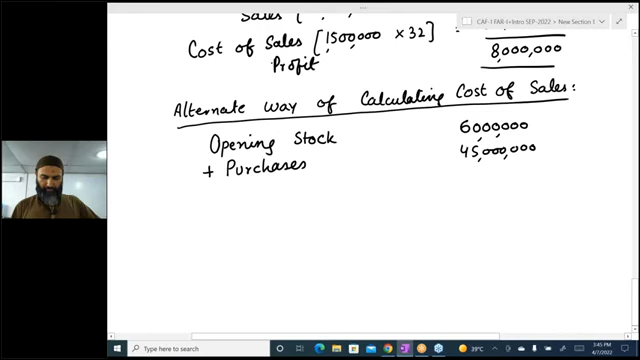 CAF-1 FAR-I+Intro SEP-2022 > New Section 1
Sales
Cost of Sales [1500,000 × 32] =
Profit 8,000,000
Alternate way of Calculating Cost of Sales:
Opening Stock 6000000
+ Purchases 45,000,000
Type here to search
39°C
3:45 PM
4/7/2022